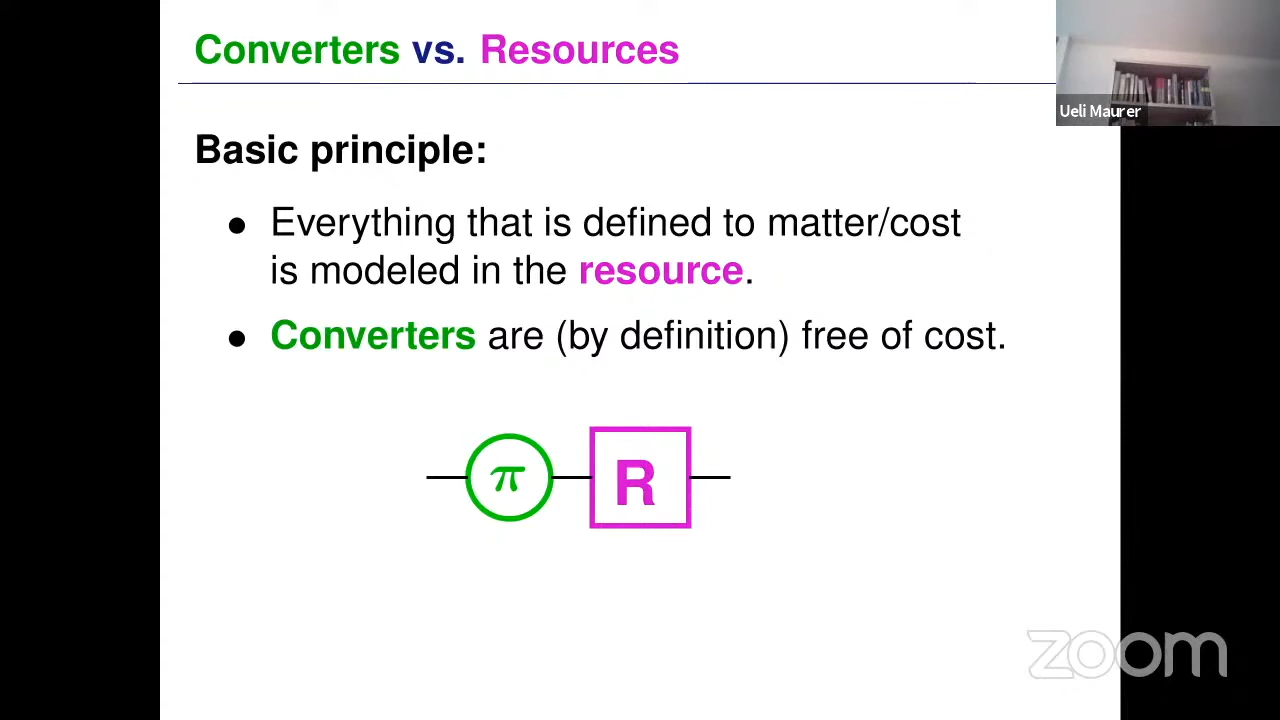 Converters vs. Resources
Ueli Maurer
Basic principle:
● Everything that is defined to matter/cost
is modeled in the resource.
● Converters are (by definition) free of cost.
π R
zoom